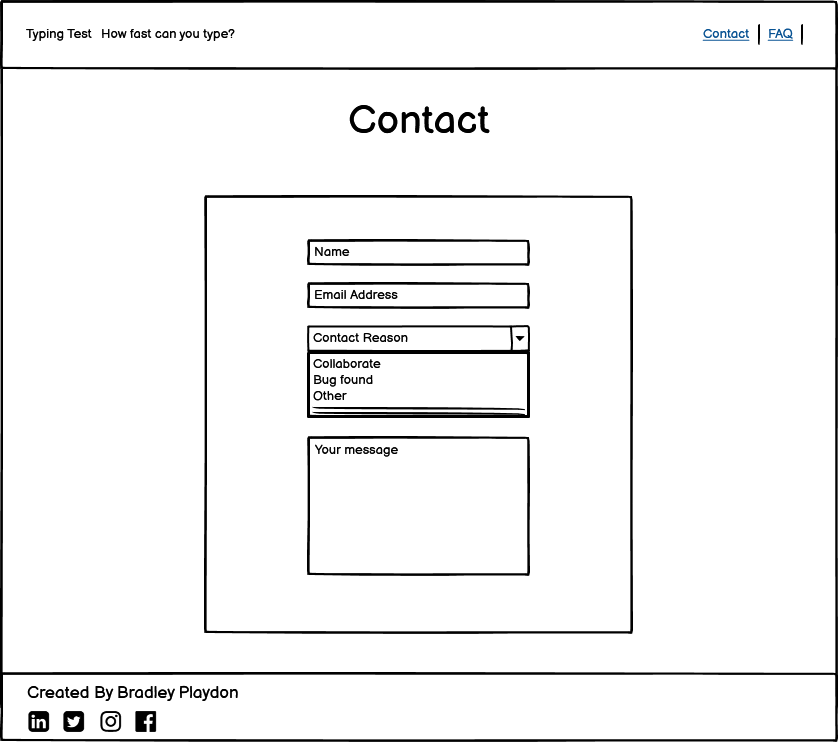 Typing Test How fast can you type? Contact FAQ
Contact
Name
Email Address
Contact Reason
Collaborate
Bug found
Other
Your message
Created By Bradley Playdon